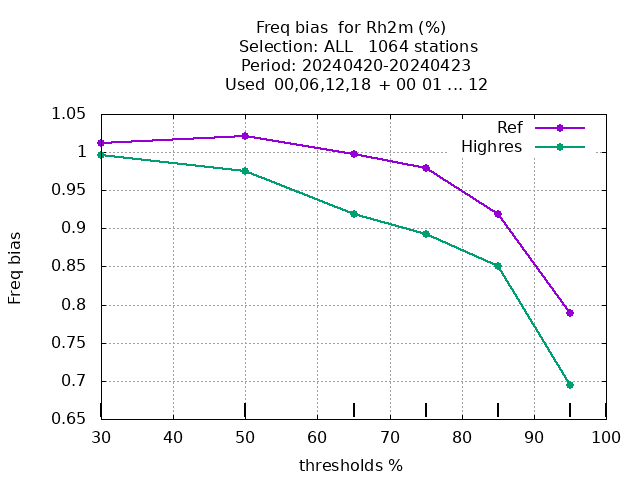 Freq bias  for Rh2m (%)
Selection: ALL   1064 stations
Period: 20240420-20240423
Used  00,06,12,18  + 00 01 ... 12
1.05
1
0.95
0.9
0.85
0.8
0.75
0.7
0.65
Freq bias
Ref
Highres
30 40 50 60 70 80 90 100
thresholds %